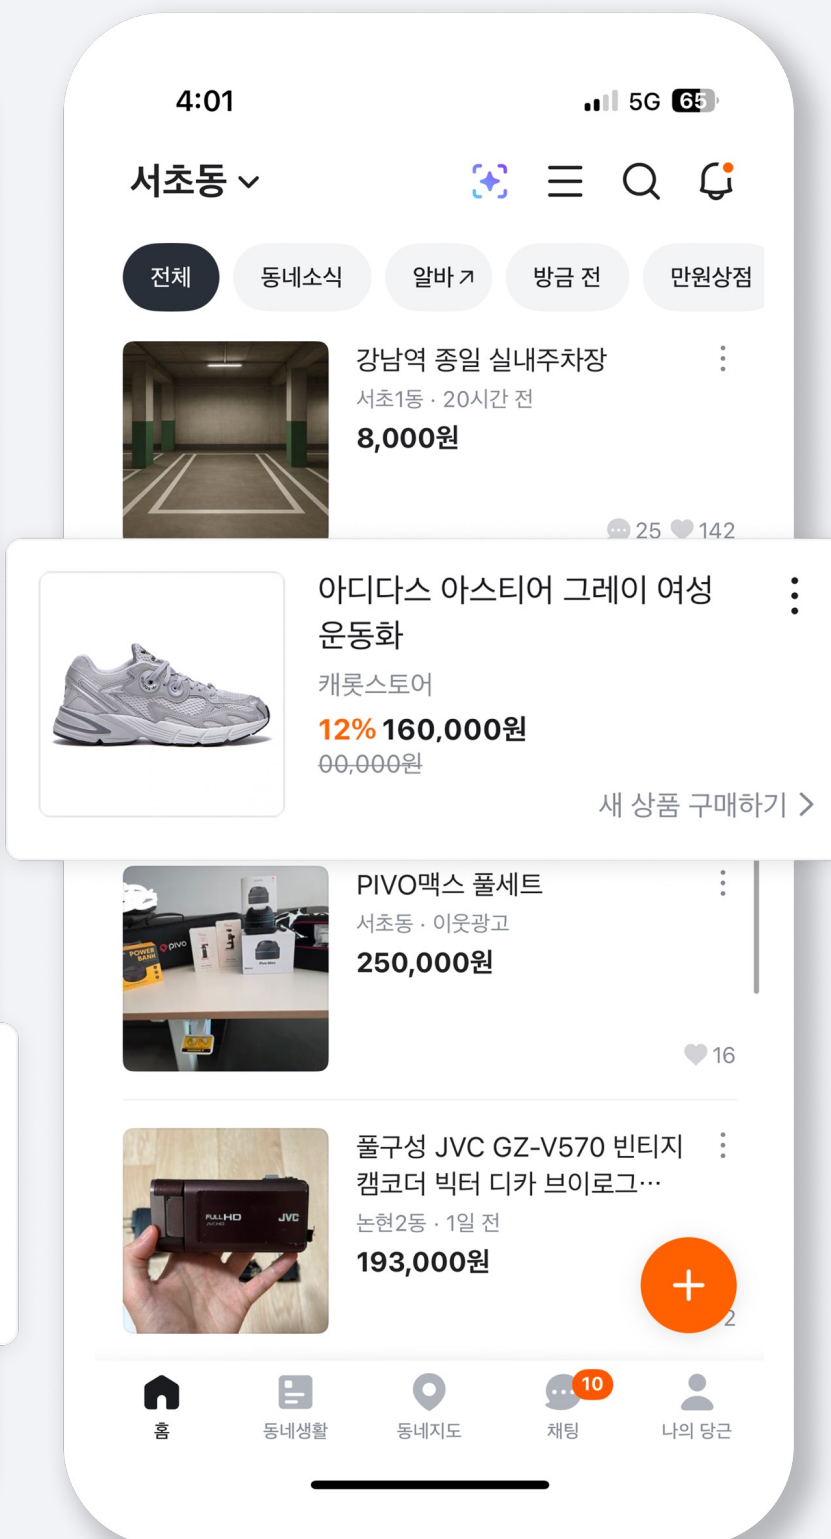 4:01
5G 65
서초동
전체 동네소식 알바 방금 전 만원상점
강남역 종일 실내주차장
서초1동 · 20시간 전
8,000원
25 142
아디다스 아스티어 그레이 여성
운동화
캐롯스토어
12% 160,000원
00,000원
새 상품 구매하기
PIVO맥스 풀세트
서초동 · 이웃광고
250,000원
pivo
POWER
BANK
16
풀구성 JVC GZ-V570 빈티지
캠코더 빅터 디카 브이로그…
논현2동 · 1일 전
193,000원
FULL HD
JVC
2
10
홈 동네생활 동네지도 채팅 나의 당근